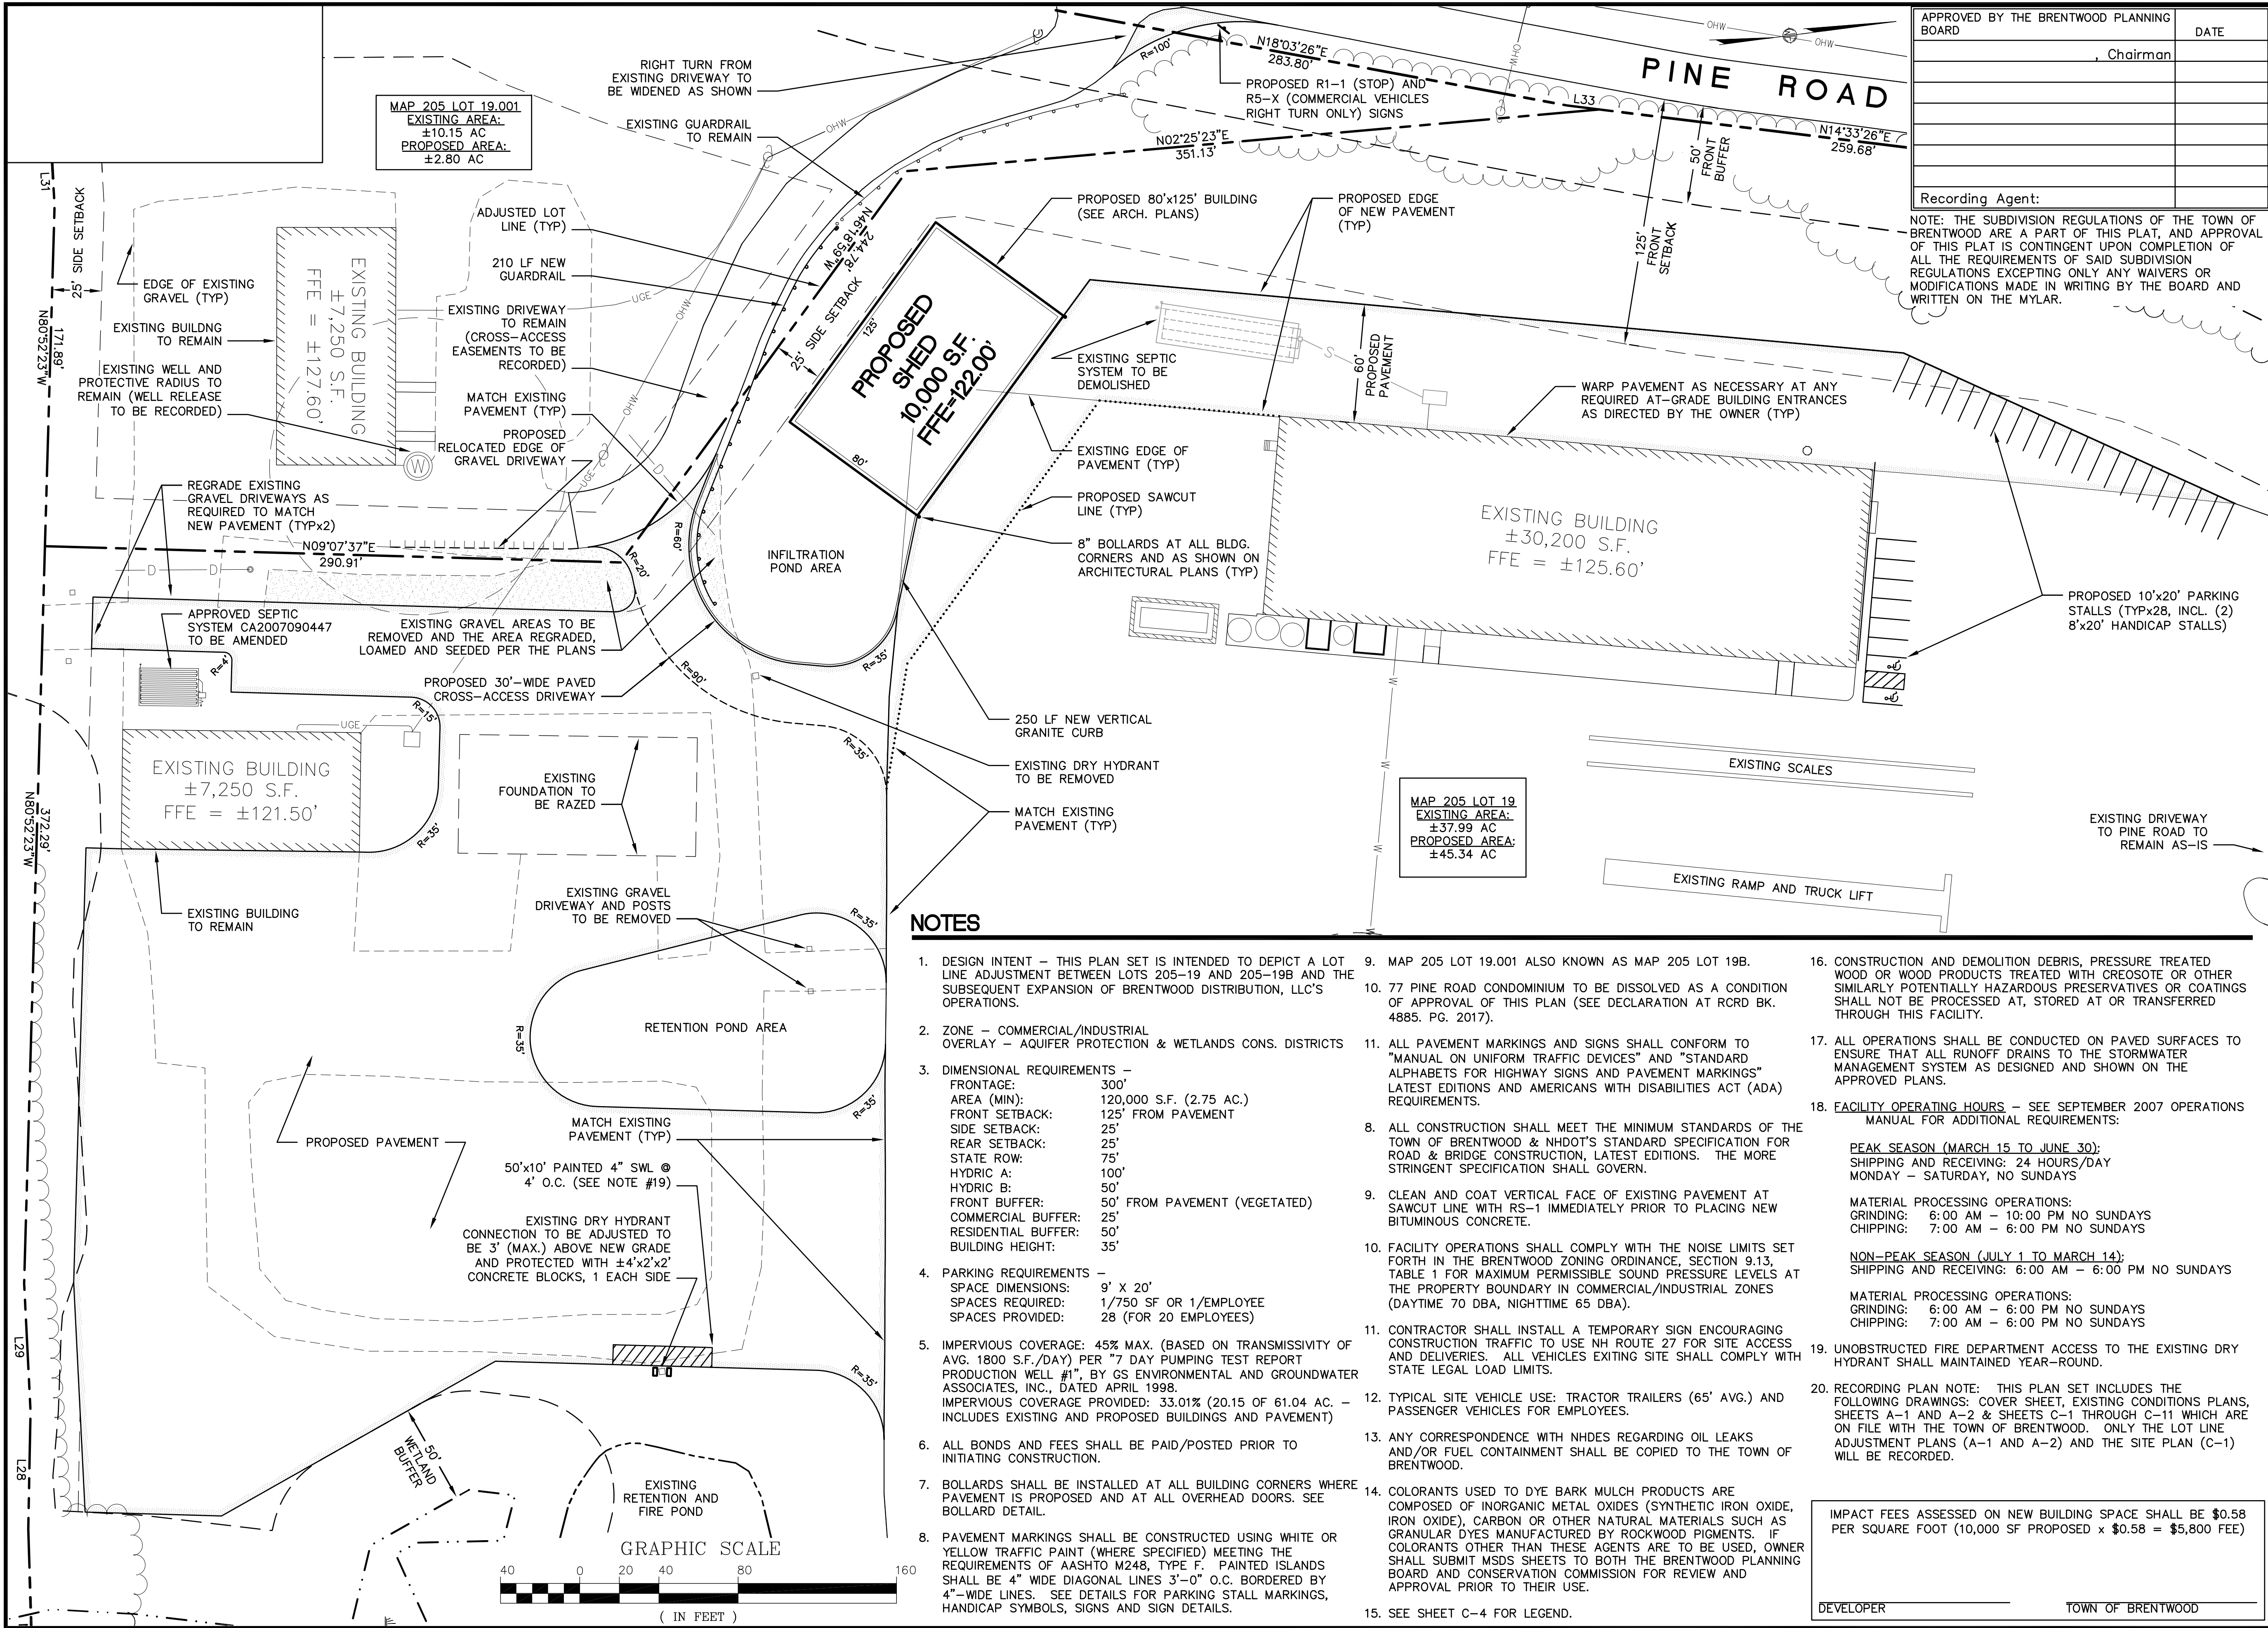 RIGHT TURN FROM
EXISTING DRIVEWAY TO
BE WIDENED AS SHOWN
MAP 205 LOT 19.001
EXISTING AREA:
±10.15 AC
PROPOSED AREA:
±2.80 AC
EXISTING GUARDRAIL
TO REMAIN
R=100'
N18°03'26"E
283.80'
OHW
OHW
OHW
OHW
PINE ROAD
PROPOSED R1-1 (STOP) AND
R5-X (COMMERCIAL VEHICLES
RIGHT TURN ONLY) SIGNS
L33
N14°33'26"E
259.68'
N02°25'23"E
351.13'
50'
FRONT
BUFFER
125'
FRONT
SETBACK
APPROVED BY THE BRENTWOOD PLANNING
BOARD
DATE
, Chairman
Recording Agent:
NOTE: THE SUBDIVISION REGULATIONS OF THE TOWN OF
BRENTWOOD ARE A PART OF THIS PLAT, AND APPROVAL
OF THIS PLAT IS CONTINGENT UPON COMPLETION OF
ALL THE REQUIREMENTS OF SAID SUBDIVISION
REGULATIONS EXCEPTING ONLY ANY WAIVERS OR
MODIFICATIONS MADE IN WRITING BY THE BOARD AND
WRITTEN ON THE MYLAR.
L31
25' SIDE SETBACK
171.89'
N80°52'23"W
EDGE OF EXISTING
GRAVEL (TYP)
EXISTING BUILDNG
TO REMAIN
EXISTING WELL AND
PROTECTIVE RADIUS TO
REMAIN (WELL RELEASE
TO BE RECORDED)
EXISTING BUILDING
±7,250 S.F.
FFE = ±127.60'
W
ADJUSTED LOT
LINE (TYP)
210 LF NEW
GUARDRAIL
EXISTING DRIVEWAY
TO REMAIN
(CROSS-ACCESS
EASEMENTS TO BE
RECORDED)
MATCH EXISTING
PAVEMENT (TYP)
PROPOSED
RELOCATED EDGE OF
GRAVEL DRIVEWAY
UGE
OHW
OHW
UGE
D
N46°18'59"W
244.78'
25' SIDE SETBACK
125'
80'
PROPOSED
SHED
10,000 S.F.
FFE=122.00'
PROPOSED 80'x125' BUILDING
(SEE ARCH. PLANS)
PROPOSED EDGE
OF NEW PAVEMENT
(TYP)
EXISTING SEPTIC
SYSTEM TO BE
DEMOLISHED
S
60'
PROPOSED
PAVEMENT
WARP PAVEMENT AS NECESSARY AT ANY
REQUIRED AT-GRADE BUILDING ENTRANCES
AS DIRECTED BY THE OWNER (TYP)
EXISTING EDGE OF
PAVEMENT (TYP)
PROPOSED SAWCUT
LINE (TYP)
8" BOLLARDS AT ALL BLDG.
CORNERS AND AS SHOWN ON
ARCHITECTURAL PLANS (TYP)
EXISTING BUILDING
±30,200 S.F.
FFE = ±125.60'
PROPOSED 10'x20' PARKING
STALLS (TYPx28, INCL. (2)
8'x20' HANDICAP STALLS)
REGRADE EXISTING
GRAVEL DRIVEWAYS AS
REQUIRED TO MATCH
NEW PAVEMENT (TYPx2)
N09°07'37"E
290.91'
D
D
R=20'
R=60'
INFILTRATION
POND AREA
APPROVED SEPTIC
SYSTEM CA2007090447
TO BE AMENDED
EXISTING GRAVEL AREAS TO BE
REMOVED AND THE AREA REGRADED,
LOAMED AND SEEDED PER THE PLANS
R=4'
R=90'
R=35'
PROPOSED 30'-WIDE PAVED
CROSS-ACCESS DRIVEWAY
R=15'
UGE
R=35'
250 LF NEW VERTICAL
GRANITE CURB
EXISTING DRY HYDRANT
TO BE REMOVED
MATCH EXISTING
PAVEMENT (TYP)
W
W
W
W
EXISTING SCALES
EXISTING BUILDING
±7,250 S.F.
FFE = ±121.50'
EXISTING
FOUNDATION TO
BE RAZED
R=35'
372.29'
N80°52'23"W
MAP 205 LOT 19
EXISTING AREA:
±37.99 AC
PROPOSED AREA:
±45.34 AC
EXISTING DRIVEWAY
TO PINE ROAD TO
REMAIN AS-IS
EXISTING RAMP AND TRUCK LIFT
EXISTING BUILDING
TO REMAIN
EXISTING GRAVEL
DRIVEWAY AND POSTS
TO BE REMOVED
R=35'
R=35'
RETENTION POND AREA
R=35'
PROPOSED PAVEMENT
MATCH EXISTING
PAVEMENT (TYP)
50'x10' PAINTED 4" SWL @
4' O.C. (SEE NOTE #19)
EXISTING DRY HYDRANT
CONNECTION TO BE ADJUSTED TO
BE 3' (MAX.) ABOVE NEW GRADE
AND PROTECTED WITH ±4'x2'x2'
CONCRETE BLOCKS, 1 EACH SIDE
R=35'
L29
L28
50'
WETLAND
BUFFER
EXISTING
RETENTION AND
FIRE POND
GRAPHIC SCALE
40 0 20 40 80 160
( IN FEET )
NOTES
1. DESIGN INTENT – THIS PLAN SET IS INTENDED TO DEPICT A LOT
LINE ADJUSTMENT BETWEEN LOTS 205-19 AND 205-19B AND THE
SUBSEQUENT EXPANSION OF BRENTWOOD DISTRIBUTION, LLC'S
OPERATIONS.
2. ZONE – COMMERCIAL/INDUSTRIAL
OVERLAY – AQUIFER PROTECTION & WETLANDS CONS. DISTRICTS
3. DIMENSIONAL REQUIREMENTS –
FRONTAGE: 300'
AREA (MIN): 120,000 S.F. (2.75 AC.)
FRONT SETBACK: 125' FROM PAVEMENT
SIDE SETBACK: 25'
REAR SETBACK: 25'
STATE ROW: 75'
HYDRIC A: 100'
HYDRIC B: 50'
FRONT BUFFER: 50' FROM PAVEMENT (VEGETATED)
COMMERCIAL BUFFER: 25'
RESIDENTIAL BUFFER: 50'
BUILDING HEIGHT: 35'
4. PARKING REQUIREMENTS –
SPACE DIMENSIONS: 9' X 20'
SPACES REQUIRED: 1/750 SF OR 1/EMPLOYEE
SPACES PROVIDED: 28 (FOR 20 EMPLOYEES)
5. IMPERVIOUS COVERAGE: 45% MAX. (BASED ON TRANSMISSIVITY OF
AVG. 1800 S.F./DAY) PER "7 DAY PUMPING TEST REPORT
PRODUCTION WELL #1", BY GS ENVIRONMENTAL AND GROUNDWATER
ASSOCIATES, INC., DATED APRIL 1998.
IMPERVIOUS COVERAGE PROVIDED: 33.01% (20.15 OF 61.04 AC. –
INCLUDES EXISTING AND PROPOSED BUILDINGS AND PAVEMENT)
6. ALL BONDS AND FEES SHALL BE PAID/POSTED PRIOR TO
INITIATING CONSTRUCTION.
7. BOLLARDS SHALL BE INSTALLED AT ALL BUILDING CORNERS WHERE
PAVEMENT IS PROPOSED AND AT ALL OVERHEAD DOORS. SEE
BOLLARD DETAIL.
8. PAVEMENT MARKINGS SHALL BE CONSTRUCTED USING WHITE OR
YELLOW TRAFFIC PAINT (WHERE SPECIFIED) MEETING THE
REQUIREMENTS OF AASHTO M248, TYPE F. PAINTED ISLANDS
SHALL BE 4" WIDE DIAGONAL LINES 3'-0" O.C. BORDERED BY
4"-WIDE LINES. SEE DETAILS FOR PARKING STALL MARKINGS,
HANDICAP SYMBOLS, SIGNS AND SIGN DETAILS.
9. MAP 205 LOT 19.001 ALSO KNOWN AS MAP 205 LOT 19B.
10. 77 PINE ROAD CONDOMINIUM TO BE DISSOLVED AS A CONDITION
OF APPROVAL OF THIS PLAN (SEE DECLARATION AT RCRD BK.
4885. PG. 2017).
11. ALL PAVEMENT MARKINGS AND SIGNS SHALL CONFORM TO
"MANUAL ON UNIFORM TRAFFIC DEVICES" AND "STANDARD
ALPHABETS FOR HIGHWAY SIGNS AND PAVEMENT MARKINGS"
LATEST EDITIONS AND AMERICANS WITH DISABILITIES ACT (ADA)
REQUIREMENTS.
8. ALL CONSTRUCTION SHALL MEET THE MINIMUM STANDARDS OF THE
TOWN OF BRENTWOOD & NHDOT'S STANDARD SPECIFICATION FOR
ROAD & BRIDGE CONSTRUCTION, LATEST EDITIONS. THE MORE
STRINGENT SPECIFICATION SHALL GOVERN.
9. CLEAN AND COAT VERTICAL FACE OF EXISTING PAVEMENT AT
SAWCUT LINE WITH RS-1 IMMEDIATELY PRIOR TO PLACING NEW
BITUMINOUS CONCRETE.
10. FACILITY OPERATIONS SHALL COMPLY WITH THE NOISE LIMITS SET
FORTH IN THE BRENTWOOD ZONING ORDINANCE, SECTION 9.13,
TABLE 1 FOR MAXIMUM PERMISSIBLE SOUND PRESSURE LEVELS AT
THE PROPERTY BOUNDARY IN COMMERCIAL/INDUSTRIAL ZONES
(DAYTIME 70 DBA, NIGHTTIME 65 DBA).
11. CONTRACTOR SHALL INSTALL A TEMPORARY SIGN ENCOURAGING
CONSTRUCTION TRAFFIC TO USE NH ROUTE 27 FOR SITE ACCESS
AND DELIVERIES. ALL VEHICLES EXITING SITE SHALL COMPLY WITH
STATE LEGAL LOAD LIMITS.
12. TYPICAL SITE VEHICLE USE: TRACTOR TRAILERS (65' AVG.) AND
PASSENGER VEHICLES FOR EMPLOYEES.
13. ANY CORRESPONDENCE WITH NHDES REGARDING OIL LEAKS
AND/OR FUEL CONTAINMENT SHALL BE COPIED TO THE TOWN OF
BRENTWOOD.
14. COLORANTS USED TO DYE BARK MULCH PRODUCTS ARE
COMPOSED OF INORGANIC METAL OXIDES (SYNTHETIC IRON OXIDE,
IRON OXIDE), CARBON OR OTHER NATURAL MATERIALS SUCH AS
GRANULAR DYES MANUFACTURED BY ROCKWOOD PIGMENTS. IF
COLORANTS OTHER THAN THESE AGENTS ARE TO BE USED, OWNER
SHALL SUBMIT MSDS SHEETS TO BOTH THE BRENTWOOD PLANNING
BOARD AND CONSERVATION COMMISSION FOR REVIEW AND
APPROVAL PRIOR TO THEIR USE.
15. SEE SHEET C-4 FOR LEGEND.
16. CONSTRUCTION AND DEMOLITION DEBRIS, PRESSURE TREATED
WOOD OR WOOD PRODUCTS TREATED WITH CREOSOTE OR OTHER
SIMILARLY POTENTIALLY HAZARDOUS PRESERVATIVES OR COATINGS
SHALL NOT BE PROCESSED AT, STORED AT OR TRANSFERRED
THROUGH THIS FACILITY.
17. ALL OPERATIONS SHALL BE CONDUCTED ON PAVED SURFACES TO
ENSURE THAT ALL RUNOFF DRAINS TO THE STORMWATER
MANAGEMENT SYSTEM AS DESIGNED AND SHOWN ON THE
APPROVED PLANS.
18. FACILITY OPERATING HOURS – SEE SEPTEMBER 2007 OPERATIONS
MANUAL FOR ADDITIONAL REQUIREMENTS:
PEAK SEASON (MARCH 15 TO JUNE 30):
SHIPPING AND RECEIVING: 24 HOURS/DAY
MONDAY – SATURDAY, NO SUNDAYS
MATERIAL PROCESSING OPERATIONS:
GRINDING: 6:00 AM – 10:00 PM NO SUNDAYS
CHIPPING: 7:00 AM – 6:00 PM NO SUNDAYS
NON-PEAK SEASON (JULY 1 TO MARCH 14):
SHIPPING AND RECEIVING: 6:00 AM – 6:00 PM NO SUNDAYS
MATERIAL PROCESSING OPERATIONS:
GRINDING: 6:00 AM – 6:00 PM NO SUNDAYS
CHIPPING: 7:00 AM – 6:00 PM NO SUNDAYS
19. UNOBSTRUCTED FIRE DEPARTMENT ACCESS TO THE EXISTING DRY
HYDRANT SHALL MAINTAINED YEAR-ROUND.
20. RECORDING PLAN NOTE: THIS PLAN SET INCLUDES THE
FOLLOWING DRAWINGS: COVER SHEET, EXISTING CONDITIONS PLANS,
SHEETS A-1 AND A-2 & SHEETS C-1 THROUGH C-11 WHICH ARE
ON FILE WITH THE TOWN OF BRENTWOOD. ONLY THE LOT LINE
ADJUSTMENT PLANS (A-1 AND A-2) AND THE SITE PLAN (C-1)
WILL BE RECORDED.
IMPACT FEES ASSESSED ON NEW BUILDING SPACE SHALL BE $0.58
PER SQUARE FOOT (10,000 SF PROPOSED x $0.58 = $5,800 FEE)
DEVELOPER
TOWN OF BRENTWOOD